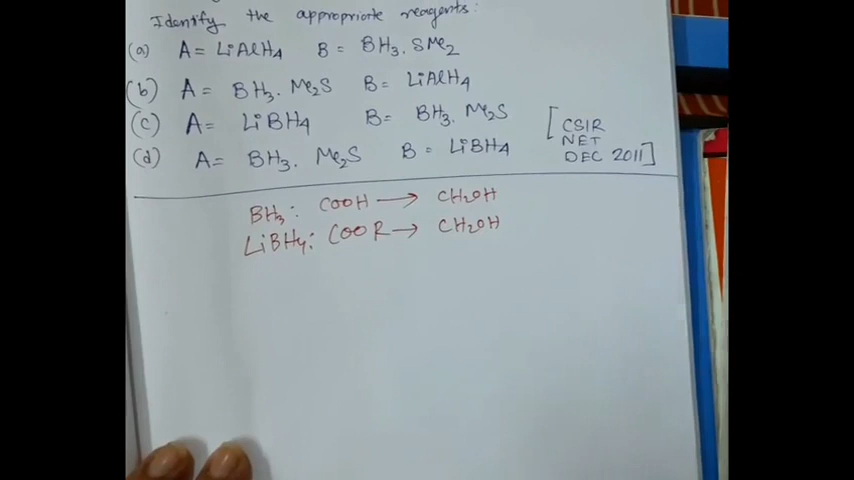 Identify the appropriate reagents:
(a) A = LiAlH4 B = BH3. SMe2
(b) A = BH3. Me2S B = LiAlH4
(c) A = LiBH4 B = BH3. Me2S
(d) A = BH3. Me2S B = LiBH4
[CSIR
NET
DEC 2011]
BH3: COOH → CH2OH
LiBH4: COOR → CH2OH